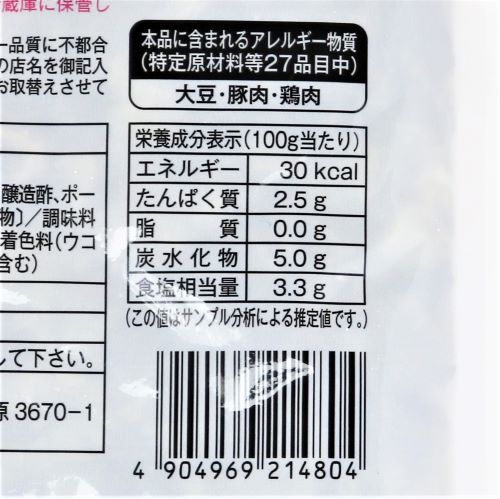 蔵庫に保管し
一品質に不都合
の店名を御記入
お取替えさせて
本品に含まれるアレルギー物質
(特定原材料等27品目中)
大豆・豚肉・鶏肉
栄養成分表示(100g当たり)
エネルギー 30 kcal
たんぱく質 2.5 g
脂質 0.0 g
炭水化物 5.0 g
食塩相当量 3.3 g
(この値はサンプル分析による推定値です。)
醸造酢、ポー
物)/調味料
着色料(ウコ
含む)
して下さい。
原 3670-1
4 904969 214804